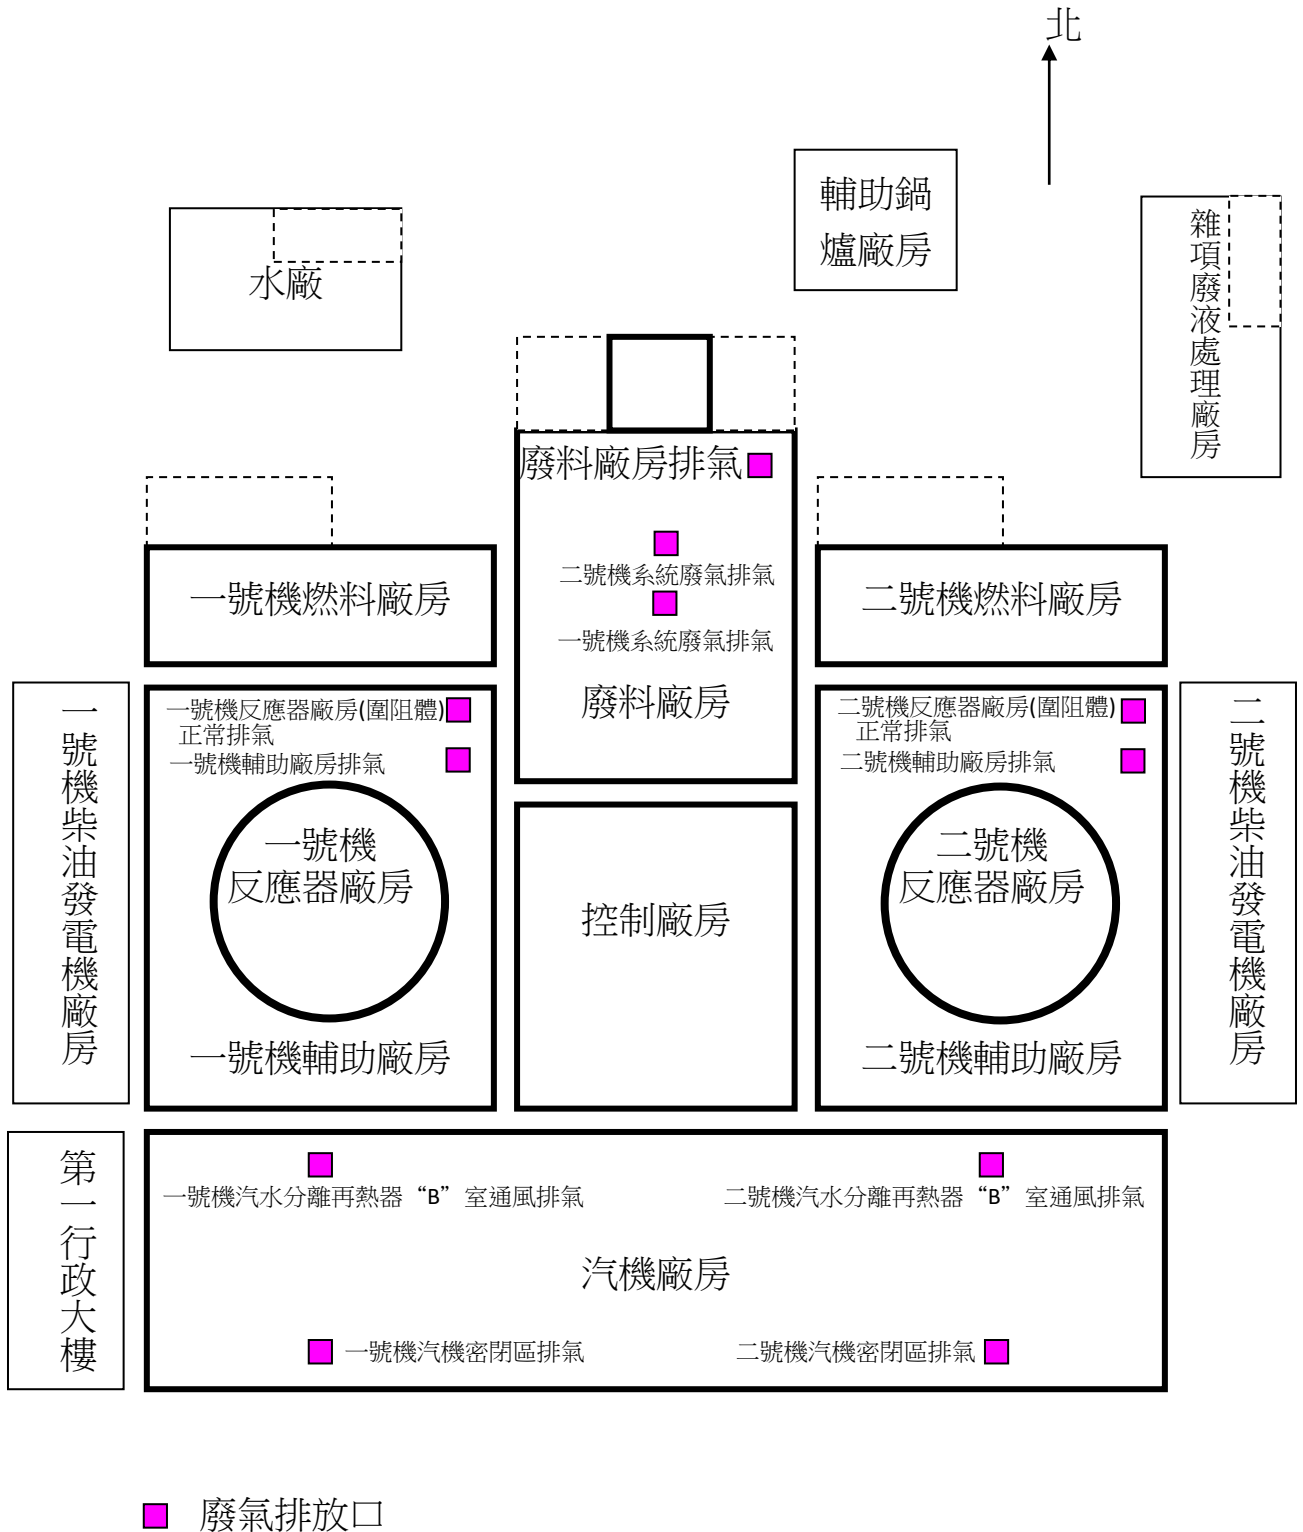 北
輔助鍋
爐廠房
水廠
雜項廢液處理廠房
廢料廠房排氣
二號機系統廢氣排氣
一號機系統廢氣排氣
廢料廠房
一號機燃料廠房
二號機燃料廠房
一號機柴油發電機廠房
一號機反應器廠房(圍阻體)
正常排氣
一號機輔助廠房排氣
一號機
反應器廠房
一號機輔助廠房
控制廠房
二號機反應器廠房(圍阻體)
正常排氣
二號機輔助廠房排氣
二號機
反應器廠房
二號機輔助廠房
二號機柴油發電機廠房
第一行政大樓
一號機汽水分離再熱器“B”室通風排氣
二號機汽水分離再熱器“B”室通風排氣
汽機廠房
一號機汽機密閉區排氣
二號機汽機密閉區排氣
廢氣排放口